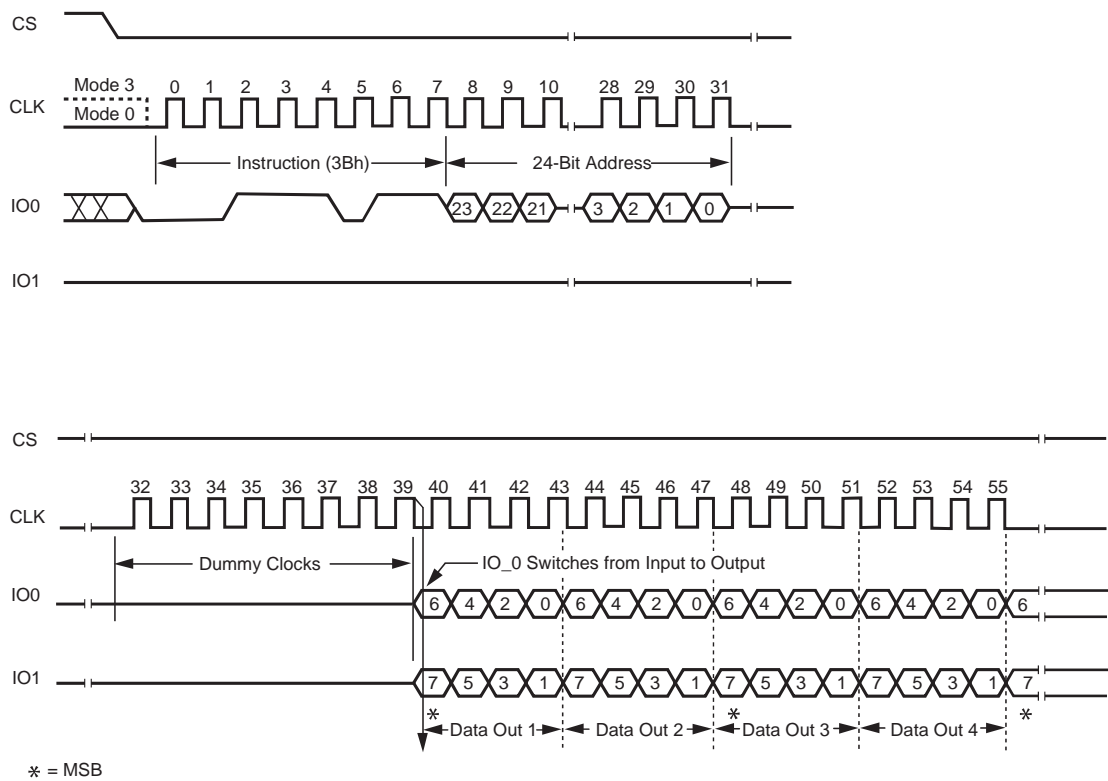 CS
Mode 3
0 1 2 3 4 5 6 7 8 9 10 28 29 30 31
CLK
Mode 0
Instruction (3Bh)
24-Bit Address
IO0
23 22 21 3 2 1 0
IO1
CS
32 33 34 35 36 37 38 39 40 41 42 43 44 45 46 47 48 49 50 51 52 53 54 55
CLK
Dummy Clocks
IO_0 Switches from Input to Output
IO0
6 4 2 0 6 4 2 0 6 4 2 0 6 4 2 0 6
IO1
7 5 3 1 7 5 3 1 7 5 3 1 7 5 3 1 7
* * *
Data Out 1 Data Out 2 Data Out 3 Data Out 4
* = MSB